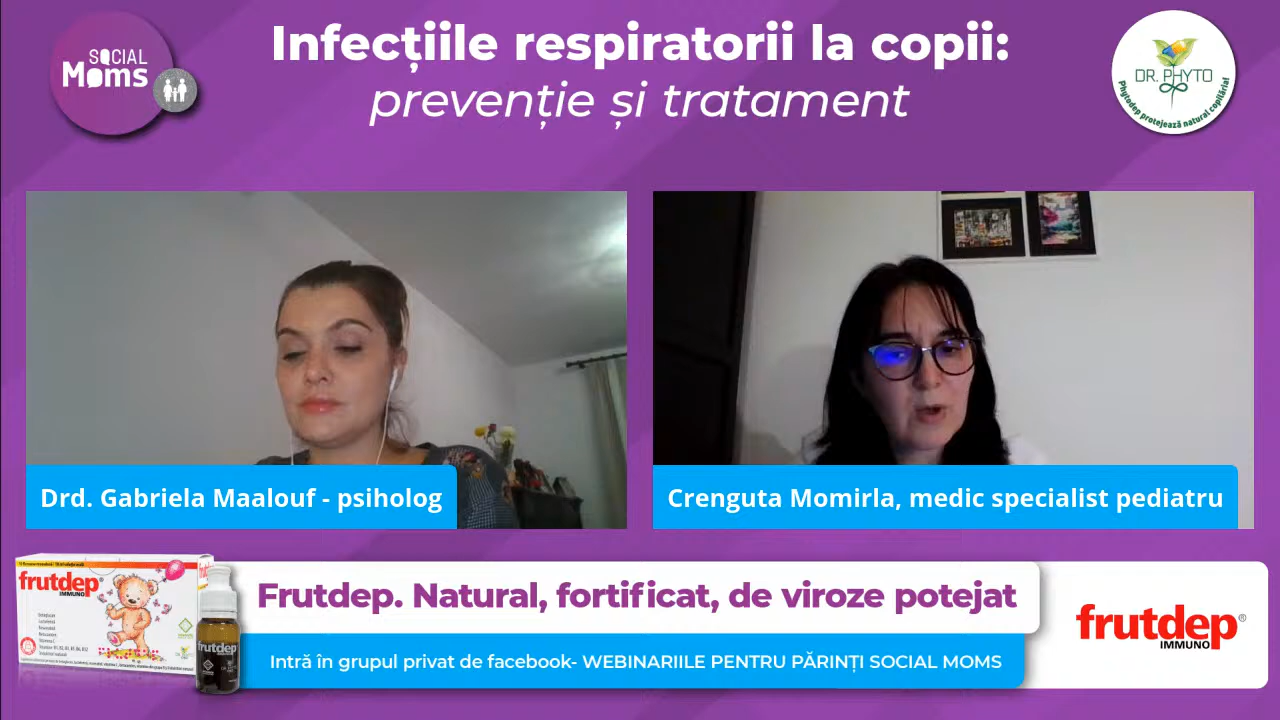 SOCIAL
Moms
Infecțiile respiratorii la copii:
prevenție și tratament
DR. PHYTO
Phytodep protejează natural copilăria!
Drd. Gabriela Maalouf - psiholog
Crenguta Momirla, medic specialist pediatru
frutdep®
IMMUNO
frutdep
Frutdep. Natural, fortificat, de viroze potejat
Intră în grupul privat de facebook- WEBINARIILE PENTRU PĂRINȚI SOCIAL MOMS
frutdep®
IMMUNO